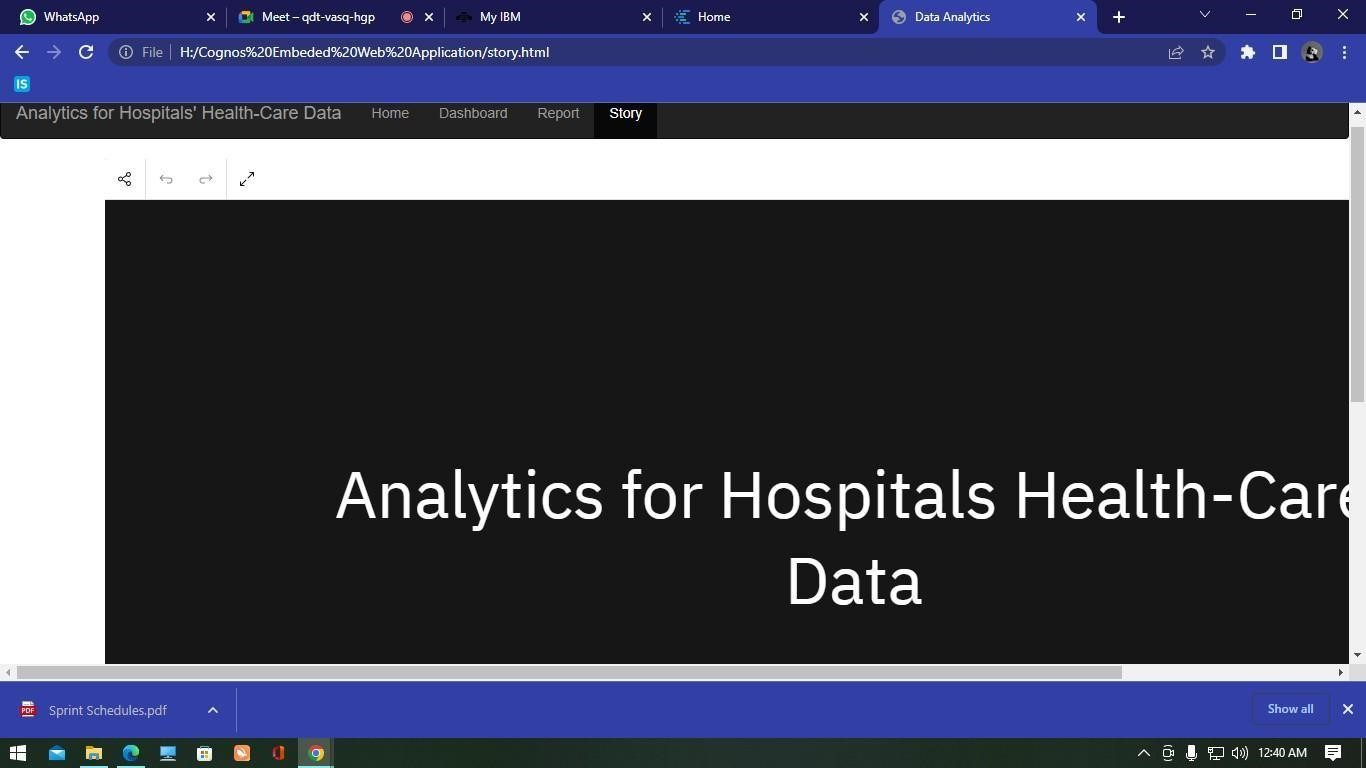 WhatsApp
Meet – qdt-vasq-hgp
My IBM
Home
Data Analytics
File
H:/Cognos%20Embeded%20Web%20Application/story.html
IS
Analytics for Hospitals' Health-Care Data
Home
Dashboard
Report
Story
Analytics for Hospitals Health-Care
Data
PDF
Sprint Schedules.pdf
Show all
12:40 AM